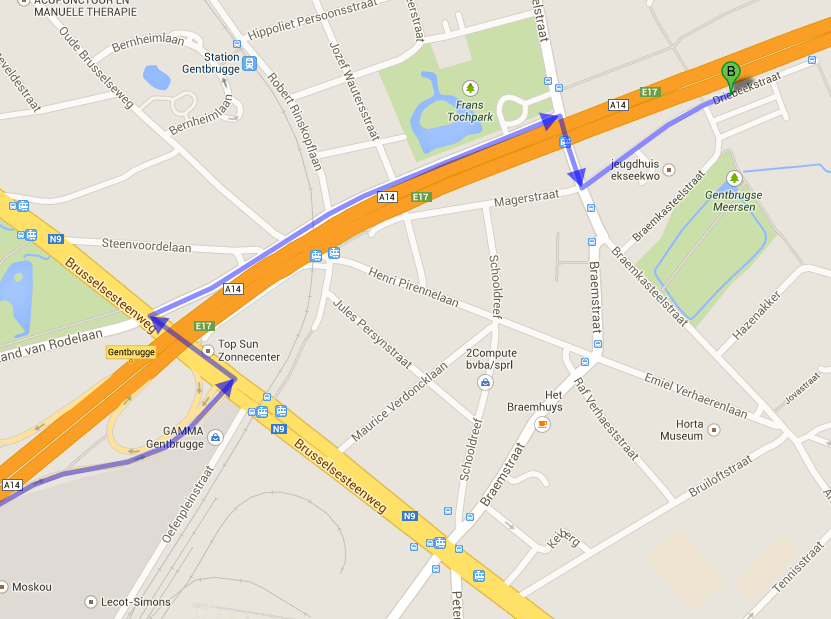 ACUPUNCTUUR EN
MANUELE THERAPIE
Hippoliet Persoonsstraat
Oude Brusselseweg
Bernheimlaan
Station
Gentbrugge
Jozef Wautersstraat
Robert Rinskopflaan
Bernheimlaan
Frans
Tochpark
E17
A14
B
Driebeekstraat
jeugdhuis
ekseekwo
Gentbrugse
Meersen
Braemkasteelstraat
A14
E17
Magerstraat
N9
Steenvoordelaan
Brusselsesteenweg
A14
Henri Pirennelaan
Schooldreef
Braemstraat
Braemkasteelstraat
Hazenakker
E17
Gentbrugge
Top Sun
Zonnecenter
Jules Persynstraat
2Compute
bvba/sprl
Maurice Verdoncklaan
Emiel Verhaerenlaan
Jovastraat
Het
Braemhuys
Raf Verhaeststraat
Horta
Museum
GAMMA
Gentbrugge
N9
Brusselsesteenweg
Schooldreef
Braemstraat
Bruiloftstraat
A14
Oefenpleinstraat
N9
Keiberg
Tennisstraat
Moskou
Lecot-Simons
Peter